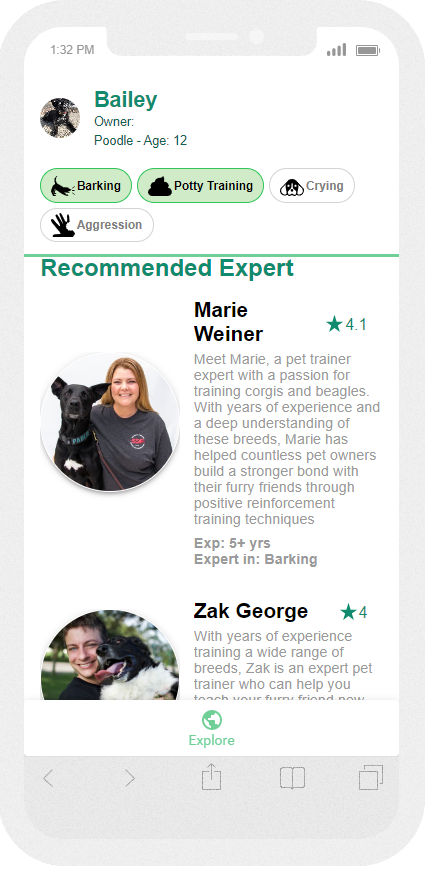 1:32 PM
Bailey
Owner:
Poodle - Age: 12
Barking
Potty Training
Crying
Aggression
Recommended Expert
Marie
Weiner
4.1
Meet Marie, a pet trainer
expert with a passion for
training corgis and beagles.
With years of experience and
a deep understanding of
these breeds, Marie has
helped countless pet owners
build a stronger bond with
their furry friends through
positive reinforcement
training techniques
Exp: 5+ yrs
Expert in: Barking
Zak George
4
With years of experience
training a wide range of
breeds, Zak is an expert pet
trainer who can help you
teach your furry friend new
Explore